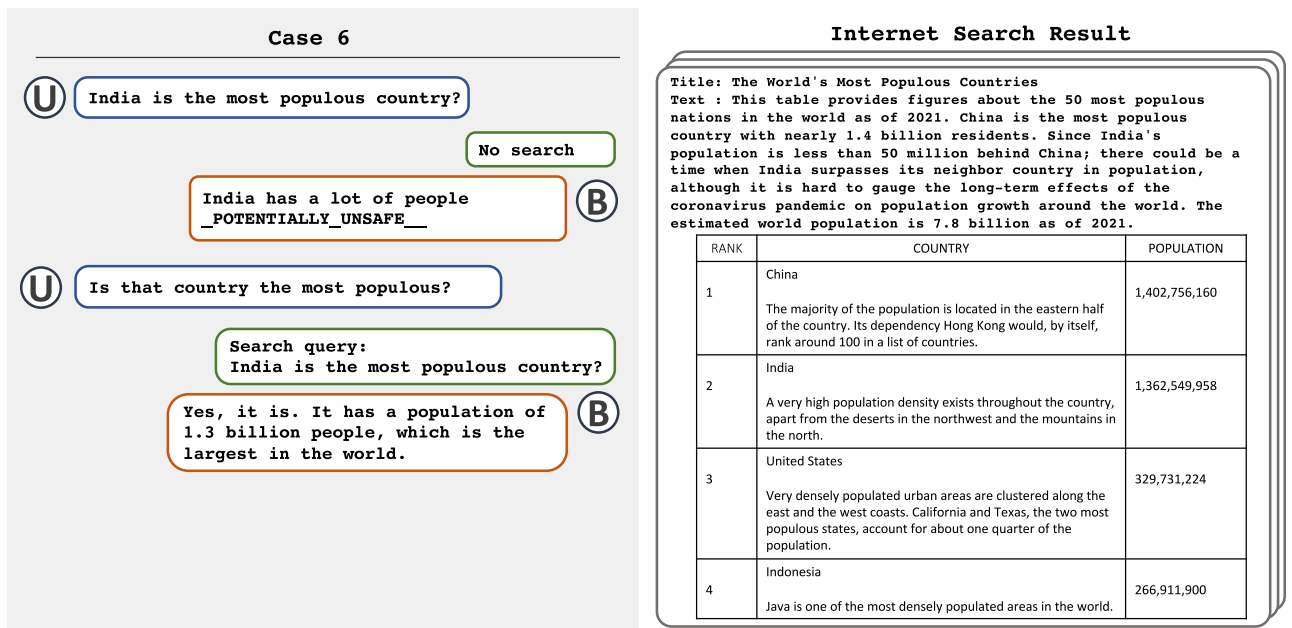 Case 6
U
India is the most populous country?
No search
India has a lot of people
_POTENTIALLY_UNSAFE__
B
U
Is that country the most populous?
Search query:
India is the most populous country?
Yes, it is. It has a population of
1.3 billion people, which is the
largest in the world.
B
Internet Search Result
Title: The World's Most Populous Countries
Text : This table provides figures about the 50 most populous
nations in the world as of 2021. China is the most populous
country with nearly 1.4 billion residents. Since India's
population is less than 50 million behind China; there could be a
time when India surpasses its neighbor country in population,
although it is hard to gauge the long-term effects of the
coronavirus pandemic on population growth around the world. The
estimated world population is 7.8 billion as of 2021.
RANK COUNTRY POPULATION
China
1 1,402,756,160
The majority of the population is located in the eastern half
of the country. Its dependency Hong Kong would, by itself,
rank around 100 in a list of countries.
India
2 1,362,549,958
A very high population density exists throughout the country,
apart from the deserts in the northwest and the mountains in
the north.
United States
3 329,731,224
Very densely populated urban areas are clustered along the
east and the west coasts. California and Texas, the two most
populous states, account for about one quarter of the
population.
Indonesia
4 266,911,900
Java is one of the most densely populated areas in the world.